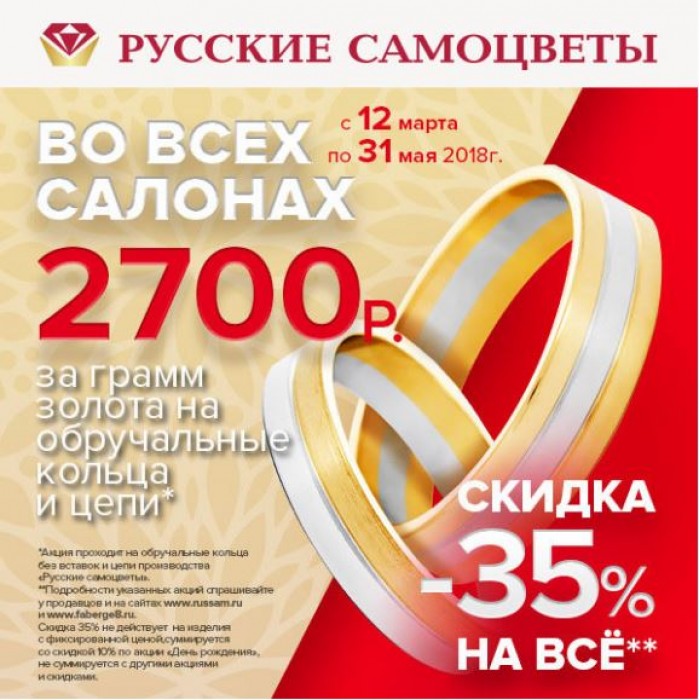 РУССКИЕ САМОЦВЕТЫ
с 12 марта
по 31 мая 2018г.
ВО ВСЕХ
САЛОНАХ
2700р.
за грамм
золота на
обручальные
кольца
и цепи*
СКИДКА
-35%
НА ВСЁ**
*Акция проходит на обручальные кольца
без вставок и цепи производства
«Русские самоцветы».
**Подробности указанных акций спрашивайте
у продавцов и на сайтах www.russam.ru
и www.faberge8.ru.
Скидка 35% не действует на изделия
с фиксированной ценой,суммируется
со скидкой 10% по акции «День рождения»,
не суммируется с другими акциями
и скидками.